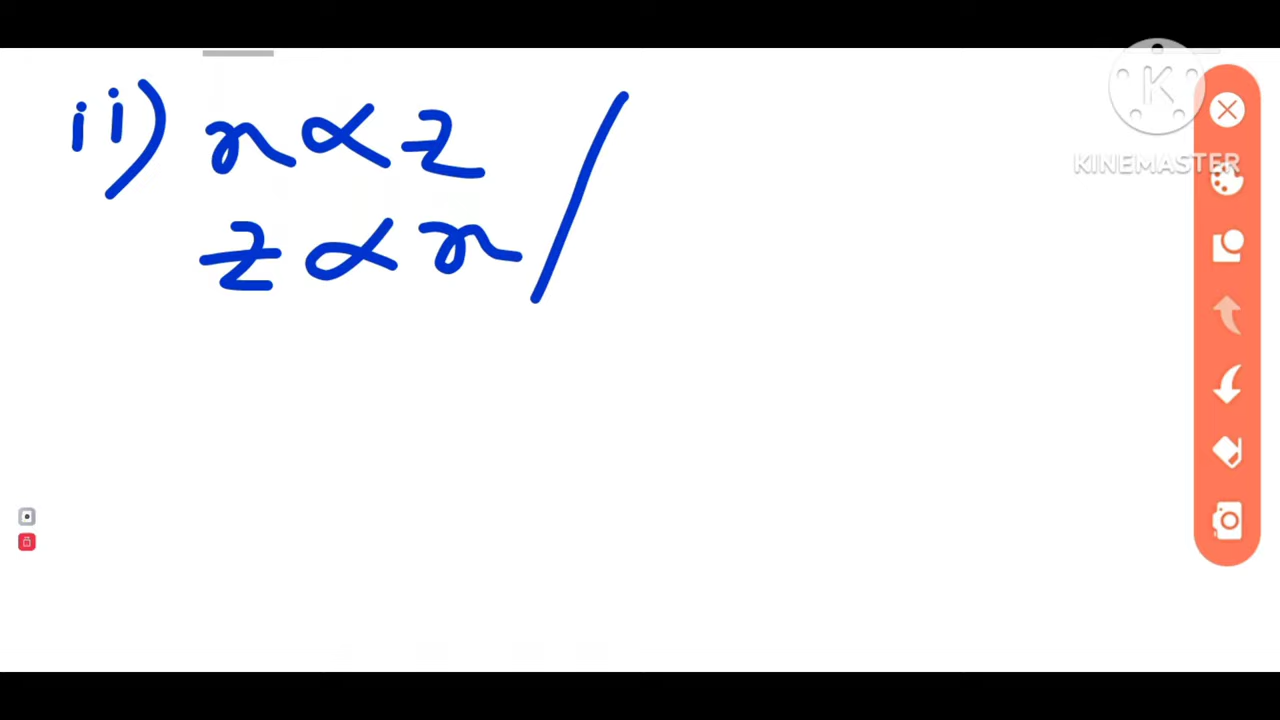 ii) x ∝ z /
z ∝ x
K
KINEMASTER